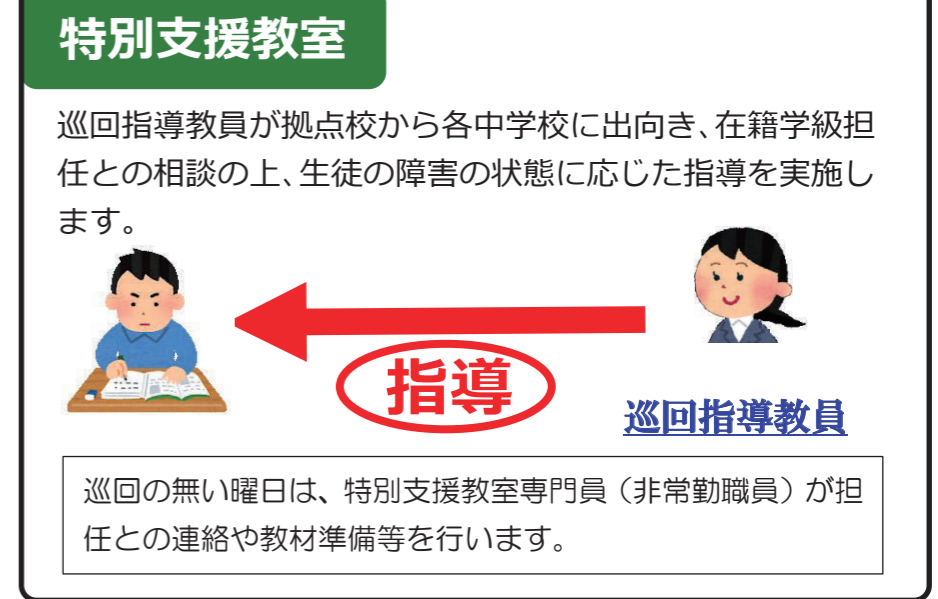 特別支援教室
巡回指導教員が拠点校から各中学校に出向き、在籍学級担
任との相談の上、生徒の障害の状態に応じた指導を実施し
ます。
指導
巡回指導教員
巡回の無い曜日は、特別支援教室専門員（非常勤職員）が担
任との連絡や教材準備等を行います。